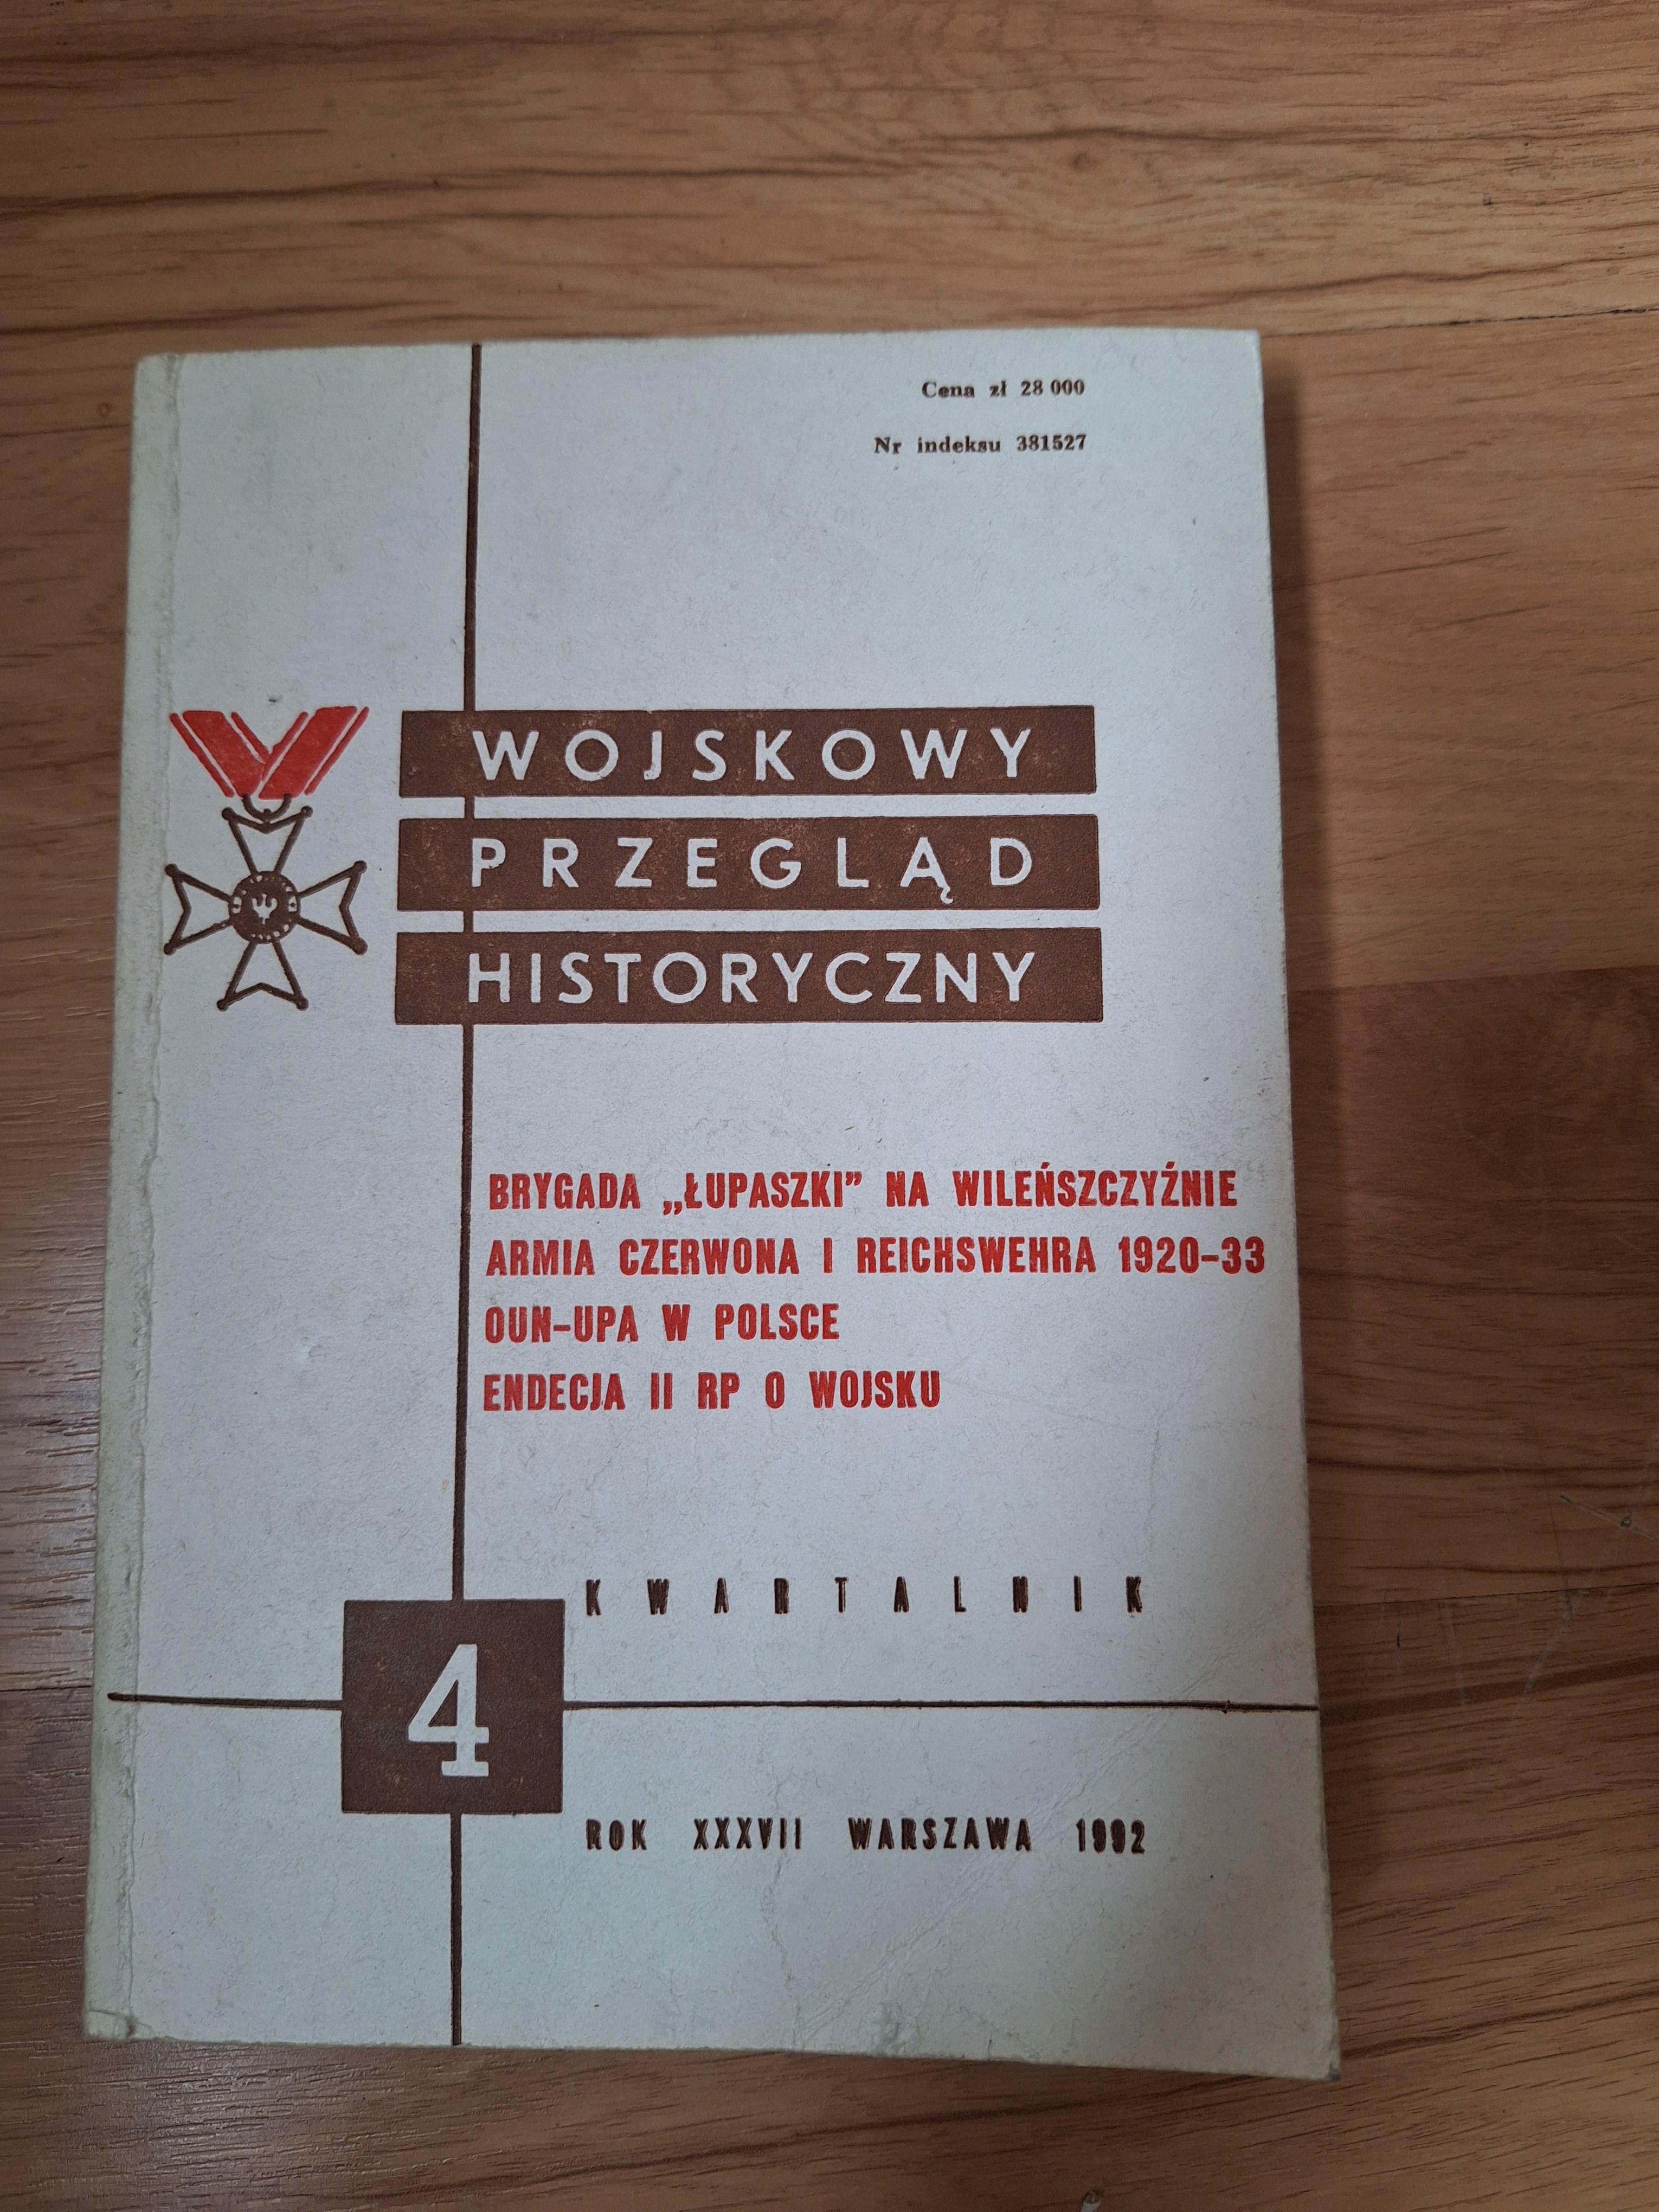 Cena zł 28 000
Nr indeksu 381527
WOJSKOWY
PRZEGLĄD
HISTORYCZNY
BRYGADA „ŁUPASZKI” NA WILEŃSZCZYŹNIE
ARMIA CZERWONA I REICHSWEHRA 1920–33
OUN–UPA W POLSCE
ENDECJA II RP O WOJSKU
KWARTALNIK
4
ROK XXXVII WARSZAWA 1992